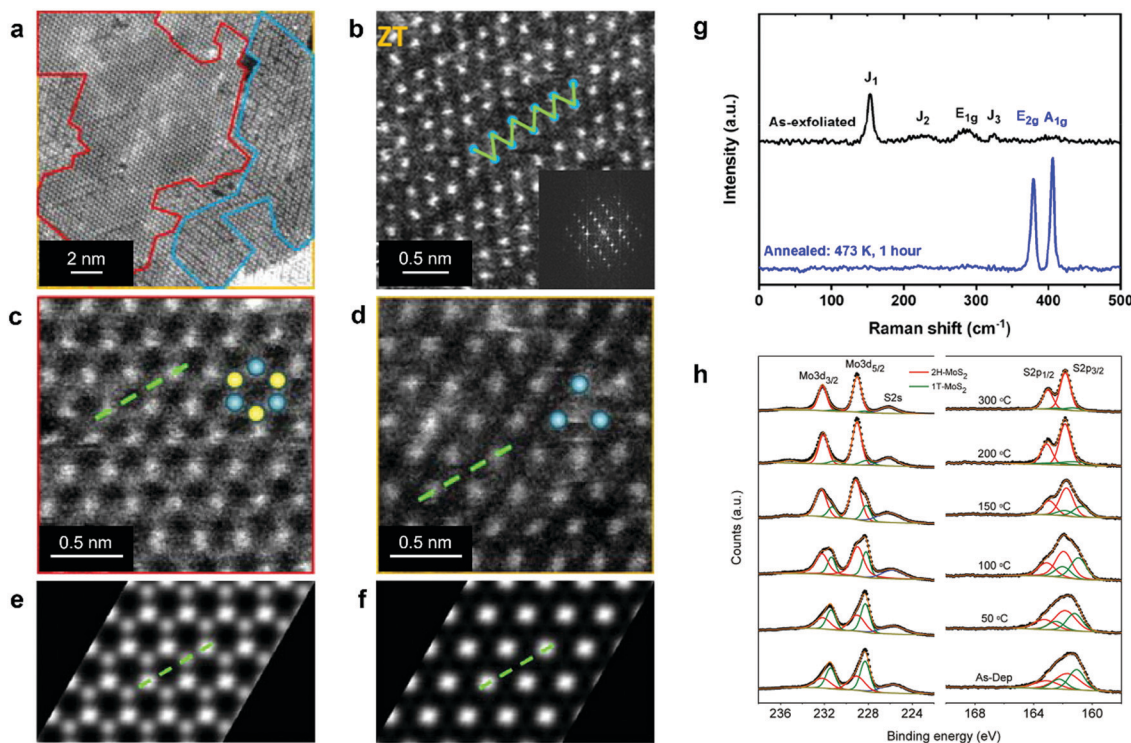 a
2 nm
b
ZT
0.5 nm
c
0.5 nm
d
0.5 nm
e
f
g
J₁
As-exfoliated
J₂
E₁g
J₃
E₂g A₁g
Annealed: 473 K, 1 hour
Intensity (a.u.)
0 100 200 300 400 500
Raman shift (cm⁻¹)
h
Mo3d₃/₂
Mo3d₅/₂
2H-MoS₂
1T-MoS₂
S2s
S2p₁/₂
S2p₃/₂
300 °C
200 °C
150 °C
100 °C
50 °C
As-Dep
Counts (a.u.)
236 232 228 224 168 164 160
Binding energy (eV)